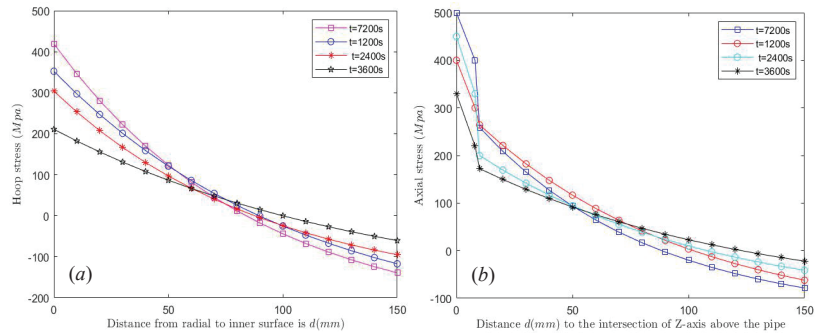 500
400
300
200
100
0
-100
-200
0
50
100
150
Hoop stress (Mpa)
Distance from radial to inner surface is d(mm)
t=7200s
t=1200s
t=2400s
t=3600s
(a)
500
400
300
200
100
0
-100
0
50
100
150
Axial stress (Mpa)
Distance d(mm) to the intersection of Z-axis above the pipe
t=7200s
t=1200s
t=2400s
t=3600s
(b)